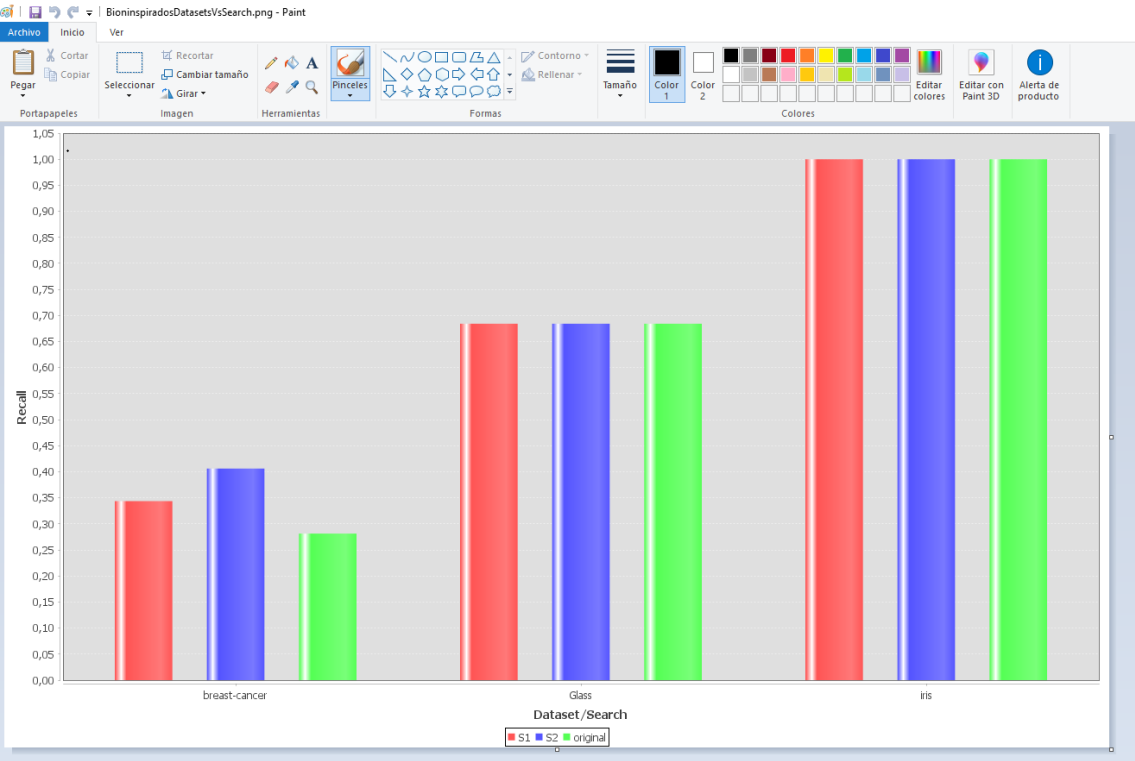 BioninspiradosDatasetsVsSearch.png - Paint
Archivo Inicio Ver
Pegar
Cortar
Copiar
Portapapeles
Seleccionar
Recortar
Cambiar tamaño
Girar
Imagen
A
Herramientas
Pinceles
Contorno
Rellenar
Formas
Tamaño
Color
1
Color
2
Editar
colores
Colores
Editar con
Paint 3D
Alerta de
producto
1,05
1,00
0,95
0,90
0,85
0,80
0,75
0,70
0,65
0,60
0,55
0,50
0,45
0,40
0,35
0,30
0,25
0,20
0,15
0,10
0,05
0,00
Recall
breast-cancer Glass iris
Dataset/Search
S1 S2 original